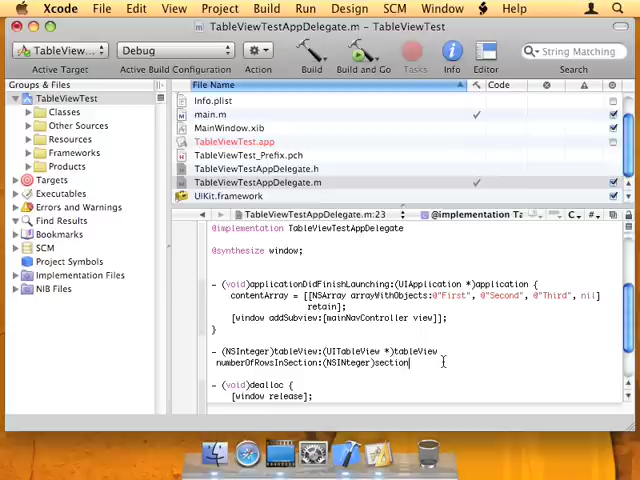 Xcode File Edit View Project Build Run Design SCM Window Help
TableViewTestAppDelegate.m - TableViewTest
TableView... Debug String Matching
Active Target Active Build Configuration Action Build Build and Go Tasks Info Editor Search
Groups & Files
TableViewTest
Classes
Other Sources
Resources
Frameworks
Products
Targets
Executables
Errors and Warnings
Find Results
Bookmarks
SCM
Project Symbols
Implementation Files
NIB Files
File Name Code
Info.plist
main.m
MainWindow.xib
TableViewTest.app
TableViewTest_Prefix.pch
TableViewTestAppDelegate.h
TableViewTestAppDelegate.m
UIKit.framework
TableViewTestAppDelegate.m:23 @implementation Ta C #
@implementation TableViewTestAppDelegate
@synthesize window;
- (void)applicationDidFinishLaunching:(UIApplication *)application {
contentArray = [[NSArray arrayWithObjects:@"First", @"Second", @"Third", nil]
retain];
[window addSubview:[mainNavController view]];
}
- (NSInteger)tableView:(UITableView *)tableView
numberOfRowsInSection:(NSINteger)section
- (void)dealloc {
[window release];